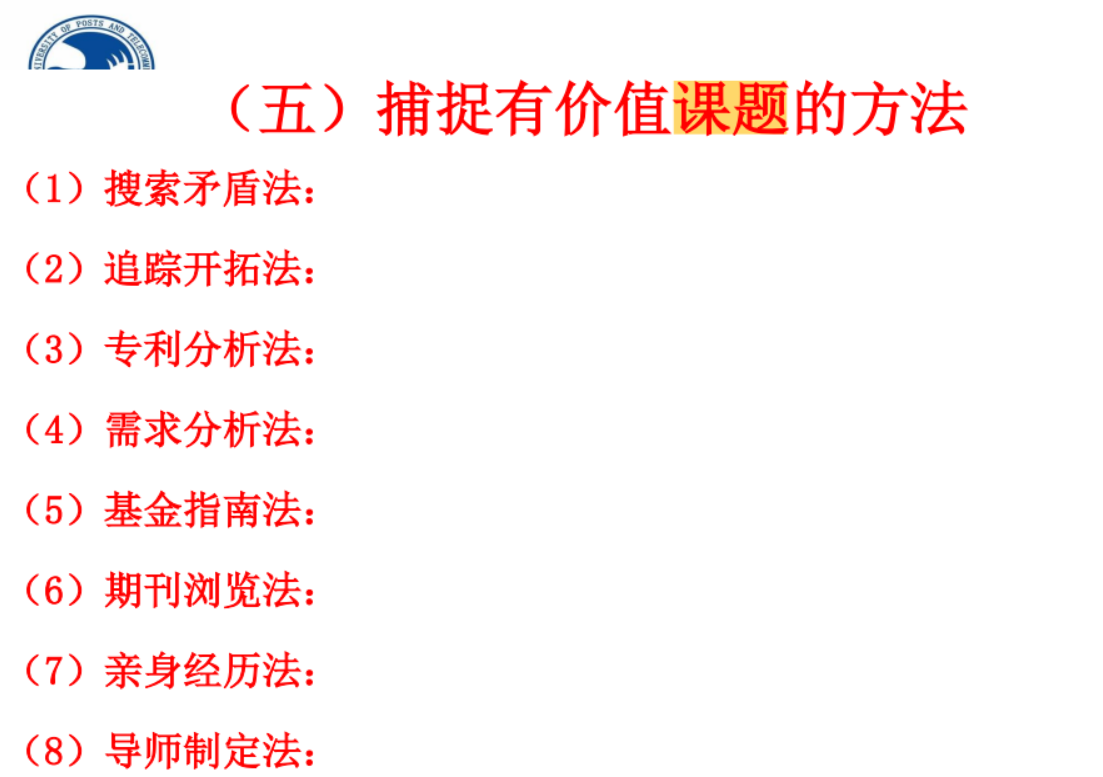 IVERSITY OF POSTS AND TELECOMM
（五）捕捉有价值课题的方法
（1）搜索矛盾法：
（2）追踪开拓法：
（3）专利分析法：
（4）需求分析法：
（5）基金指南法：
（6）期刊浏览法：
（7）亲身经历法：
（8）导师制定法：